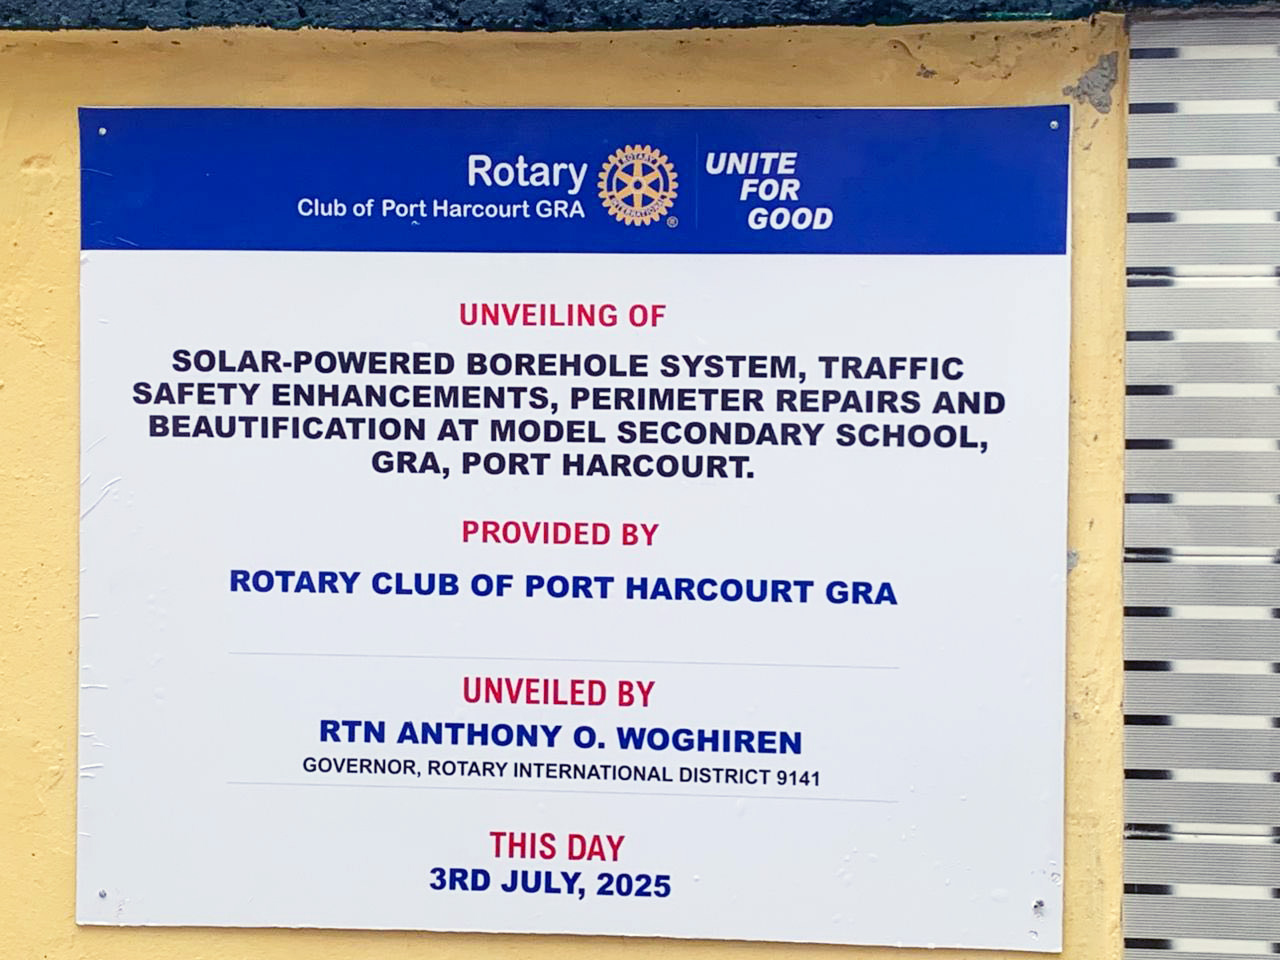 Rotary
Club of Port Harcourt GRA
ROTARY
INTERNATIONAL
®
UNITE
FOR
GOOD
UNVEILING OF
SOLAR-POWERED BOREHOLE SYSTEM, TRAFFIC
SAFETY ENHANCEMENTS, PERIMETER REPAIRS AND
BEAUTIFICATION AT MODEL SECONDARY SCHOOL,
GRA, PORT HARCOURT.
PROVIDED BY
ROTARY CLUB OF PORT HARCOURT GRA
UNVEILED BY
RTN ANTHONY O. WOGHIREN
GOVERNOR, ROTARY INTERNATIONAL DISTRICT 9141
THIS DAY
3RD JULY, 2025